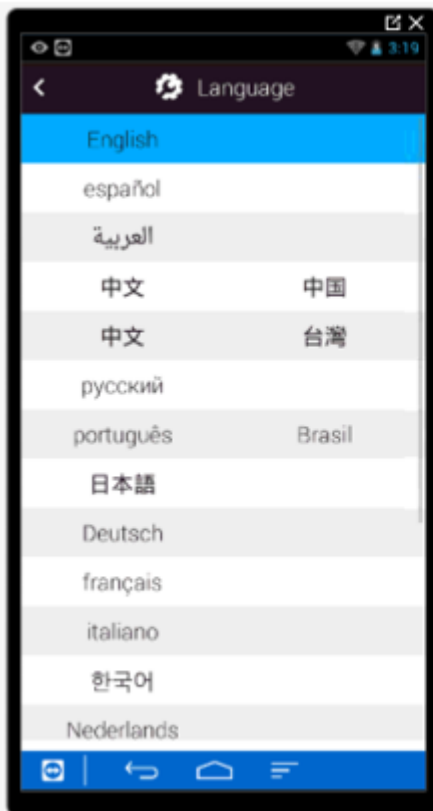 3:19
Language
English
español
العربية
中文 中国
中文 台灣
русский
português Brasil
日本語
Deutsch
français
italiano
한국어
Nederlands